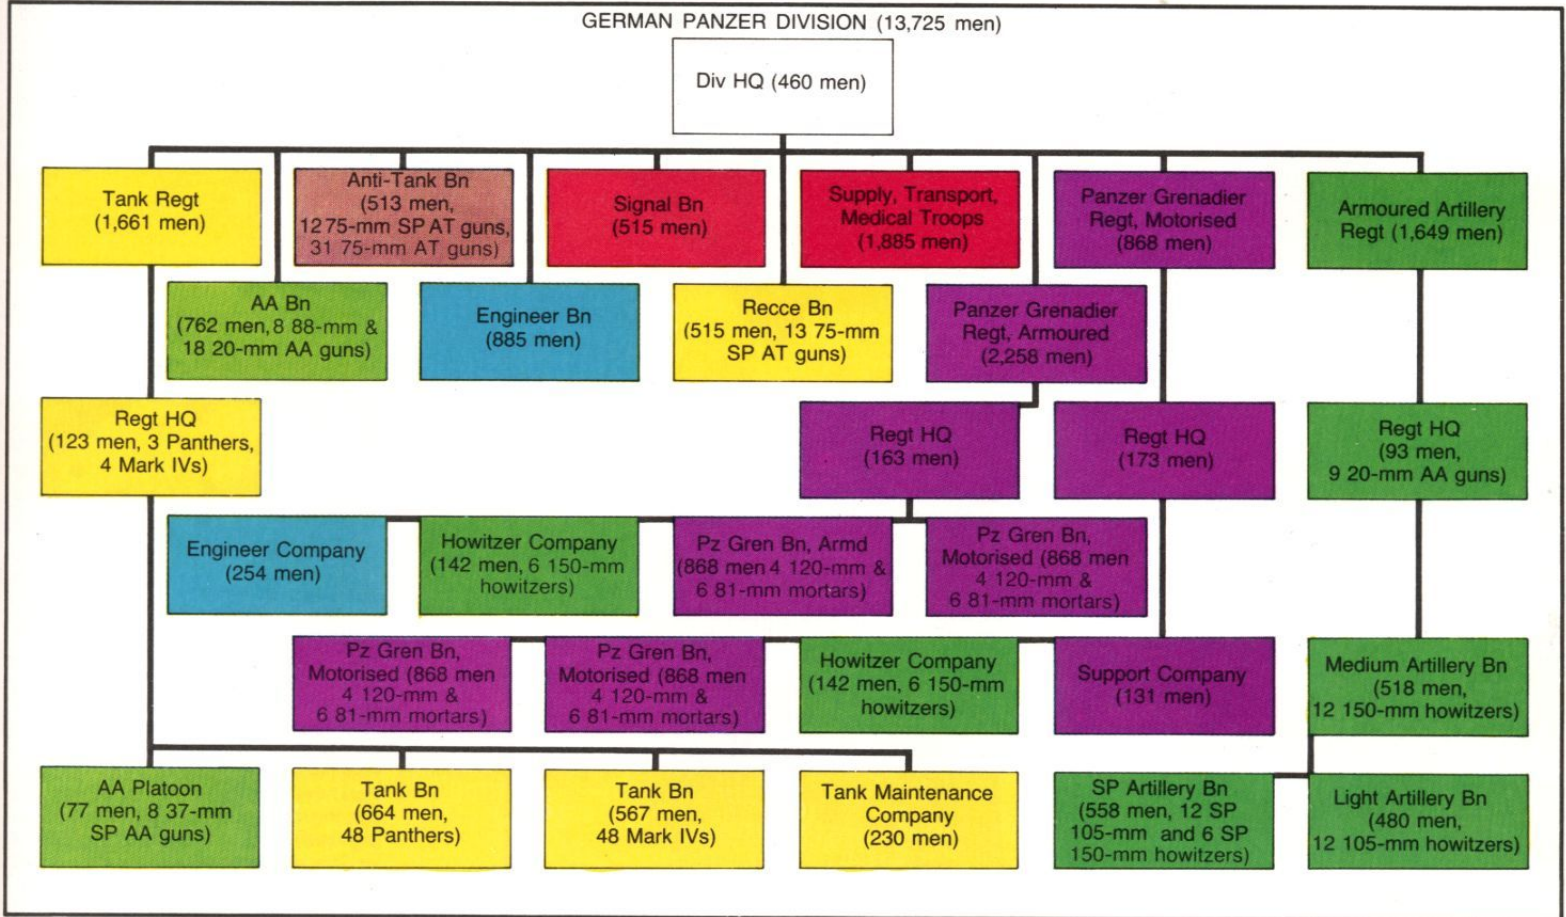 GERMAN PANZER DIVISION (13,725 men)
Div HQ (460 men)
Tank Regt
(1,661 men)
Anti-Tank Bn
(513 men,
12 75-mm SP AT guns,
31 75-mm AT guns)
Signal Bn
(515 men)
Supply, Transport,
Medical Troops
(1,885 men)
Panzer Grenadier
Regt, Motorised
(868 men)
Armoured Artillery
Regt (1,649 men)
AA Bn
(762 men, 8 88-mm &
18 20-mm AA guns)
Engineer Bn
(885 men)
Recce Bn
(515 men, 13 75-mm
SP AT guns)
Panzer Grenadier
Regt, Armoured
(2,258 men)
Regt HQ
(123 men, 3 Panthers,
4 Mark IVs)
Regt HQ
(163 men)
Regt HQ
(173 men)
Regt HQ
(93 men,
9 20-mm AA guns)
Engineer Company
(254 men)
Howitzer Company
(142 men, 6 150-mm
howitzers)
Pz Gren Bn, Armd
(868 men 4 120-mm &
6 81-mm mortars)
Pz Gren Bn,
Motorised (868 men
4 120-mm &
6 81-mm mortars)
Pz Gren Bn,
Motorised (868 men
4 120-mm &
6 81-mm mortars)
Pz Gren Bn,
Motorised (868 men
4 120-mm &
6 81-mm mortars)
Howitzer Company
(142 men, 6 150-mm
howitzers)
Support Company
(131 men)
Medium Artillery Bn
(518 men,
12 150-mm howitzers)
AA Platoon
(77 men, 8 37-mm
SP AA guns)
Tank Bn
(664 men,
48 Panthers)
Tank Bn
(567 men,
48 Mark IVs)
Tank Maintenance
Company
(230 men)
SP Artillery Bn
(558 men, 12 SP
105-mm and 6 SP
150-mm howitzers)
Light Artillery Bn
(480 men,
12 105-mm howitzers)